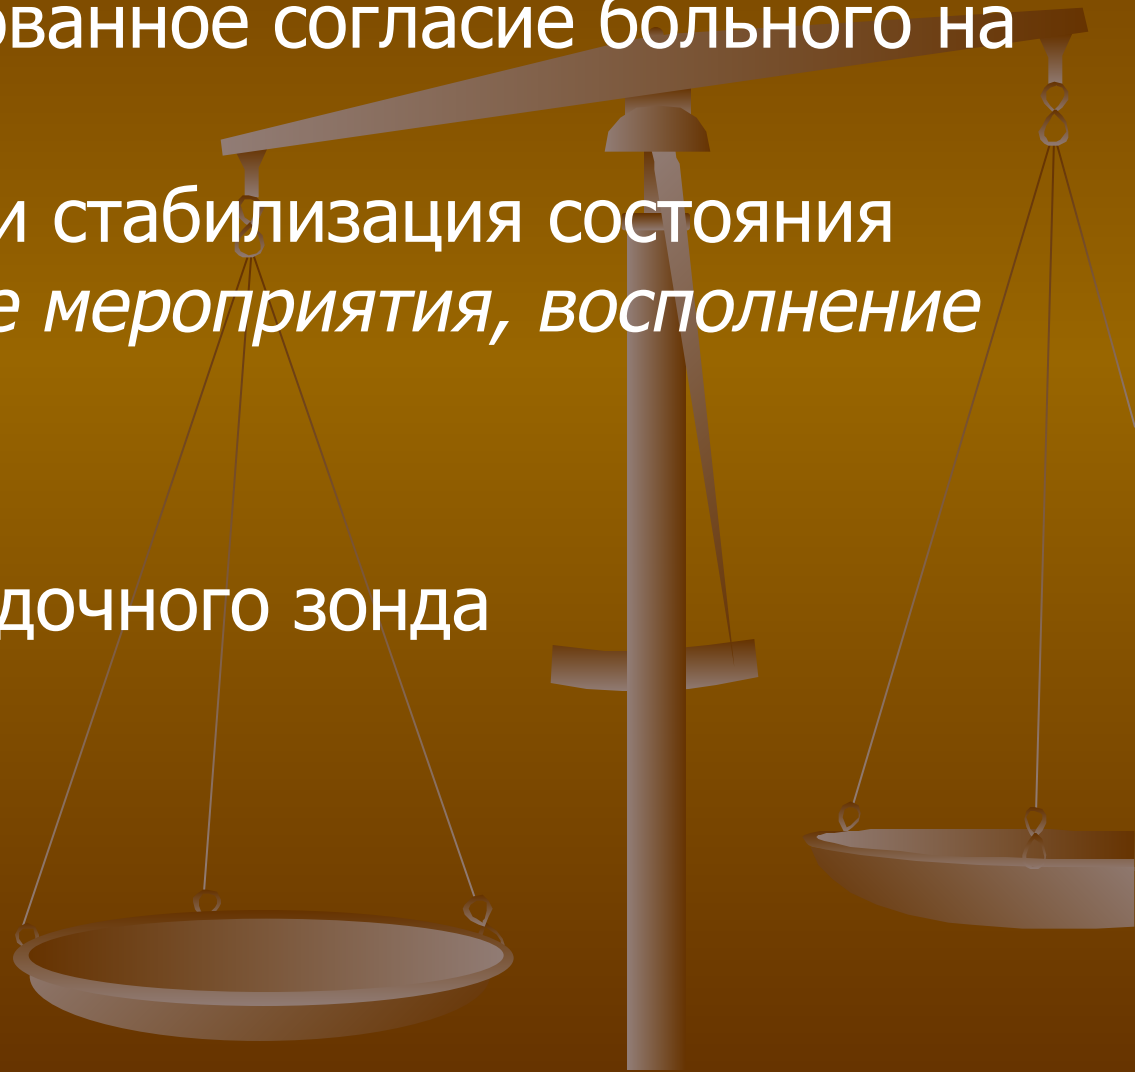 ованное согласие больного на
и стабилизация состояния
е мероприятия, восполнение
дочного зонда